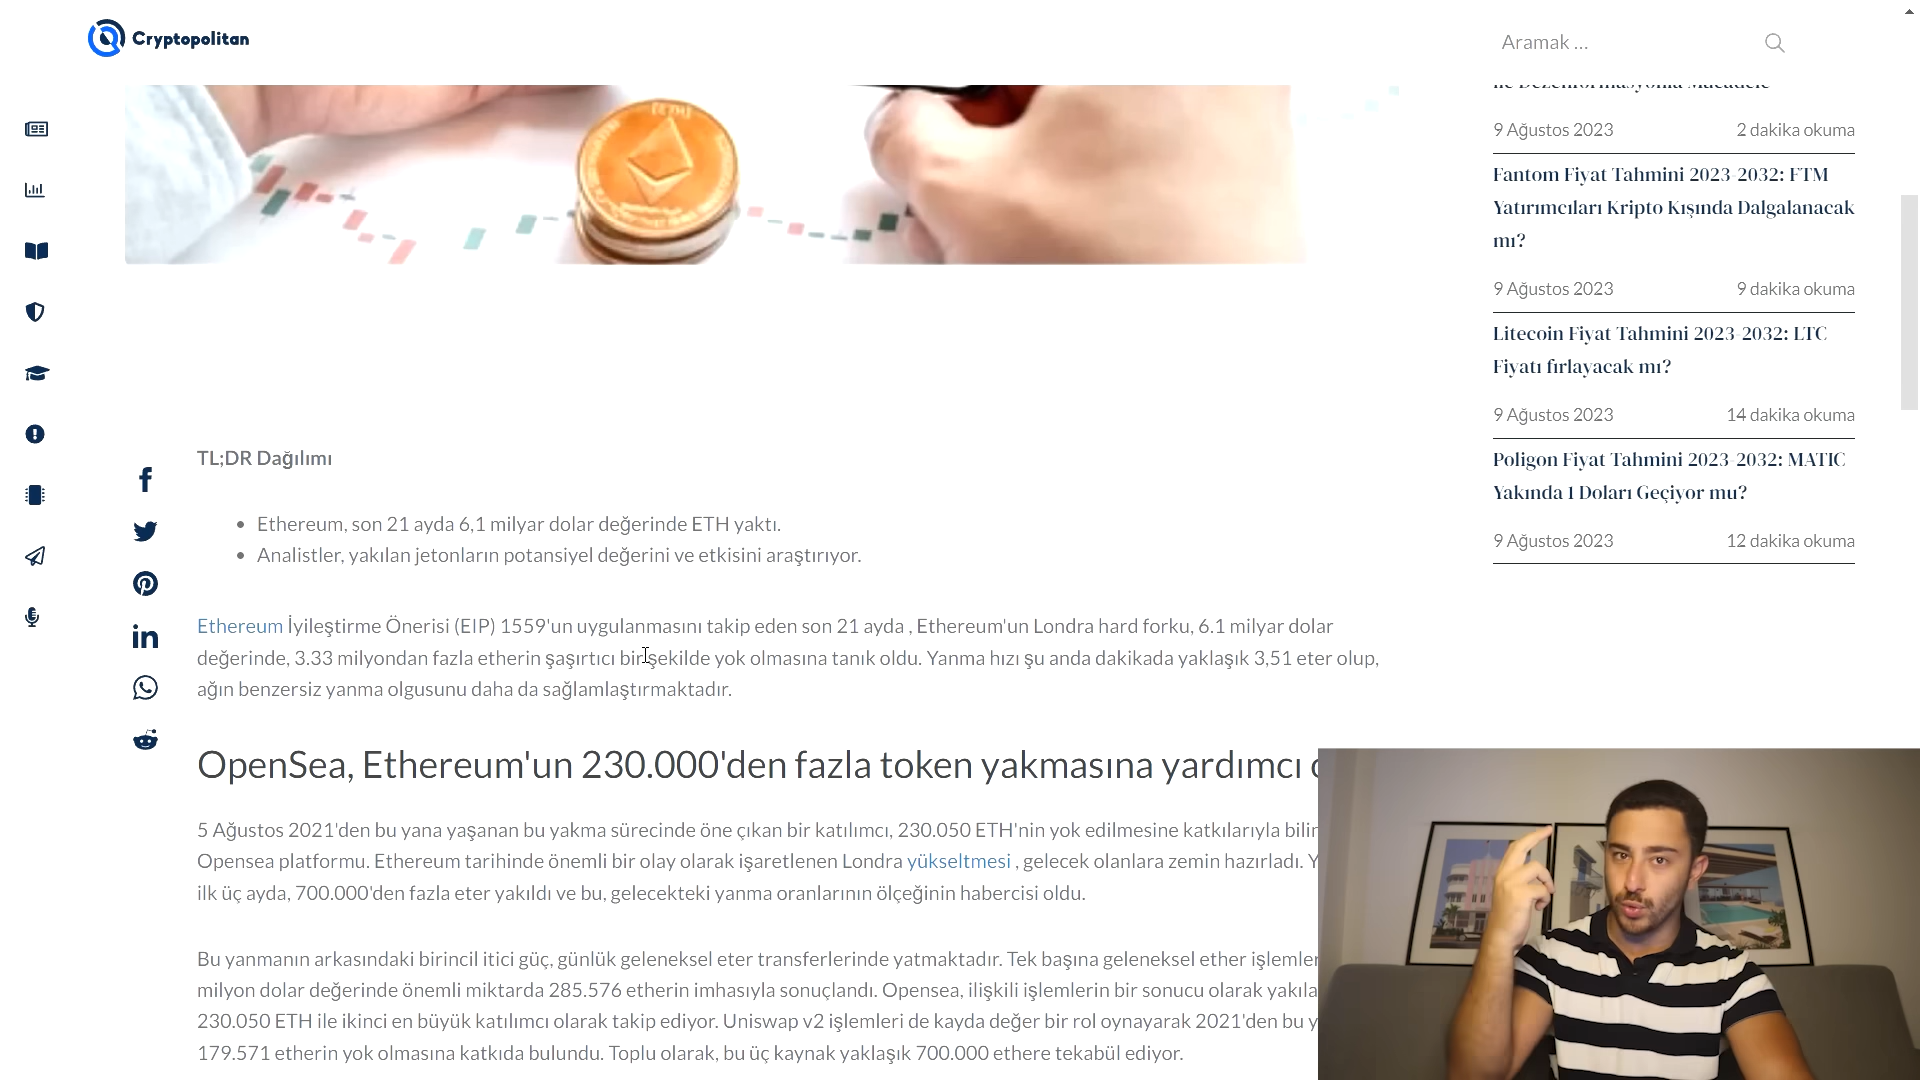 Cryptopolitan
Aramak ...
ile Dezenformasyonla Mücadele
9 Ağustos 2023 2 dakika okuma
Fantom Fiyat Tahmini 2023-2032: FTM
Yatırımcıları Kripto Kışında Dalgalanacak
mı?
9 Ağustos 2023 9 dakika okuma
Litecoin Fiyat Tahmini 2023-2032: LTC
Fiyatı fırlayacak mı?
9 Ağustos 2023 14 dakika okuma
Poligon Fiyat Tahmini 2023-2032: MATIC
Yakında 1 Doları Geçiyor mu?
9 Ağustos 2023 12 dakika okuma
TL;DR Dağılımı
Ethereum, son 21 ayda 6,1 milyar dolar değerinde ETH yaktı.
Analistler, yakılan jetonların potansiyel değerini ve etkisini araştırıyor.
Ethereum İyileştirme Önerisi (EIP) 1559'un uygulanmasını takip eden son 21 ayda , Ethereum'un Londra hard forku, 6.1 milyar dolar
değerinde, 3.33 milyondan fazla etherin şaşırtıcı bir şekilde yok olmasına tanık oldu. Yanma hızı şu anda dakikada yaklaşık 3,51 eter olup,
ağın benzersiz yanma olgusunu daha da sağlamlaştırmaktadır.
OpenSea, Ethereum'un 230.000'den fazla token yakmasına yardımcı
5 Ağustos 2021'den bu yana yaşanan bu yakma sürecinde öne çıkan bir katılımcı, 230.050 ETH'nin yok edilmesine katkılarıyla bilin
Opensea platformu. Ethereum tarihinde önemli bir olay olarak işaretlenen Londra yükseltmesi , gelecek olanlara zemin hazırladı. Y
ilk üç ayda, 700.000'den fazla eter yakıldı ve bu, gelecekteki yanma oranlarının ölçeğinin habercisi oldu.
Bu yanmanın arkasındaki birincil itici güç, günlük geleneksel eter transferlerinde yatmaktadır. Tek başına geleneksel ether işlemler
milyon dolar değerinde önemli miktarda 285.576 etherin imhasıyla sonuçlandı. Opensea, ilişkili işlemlerin bir sonucu olarak yakıla
230.050 ETH ile ikinci en büyük katılımcı olarak takip ediyor. Uniswap v2 işlemleri de kayda değer bir rol oynayarak 2021'den bu y
179.571 etherin yok olmasına katkıda bulundu. Toplu olarak, bu üç kaynak yaklaşık 700.000 ethere tekabül ediyor.